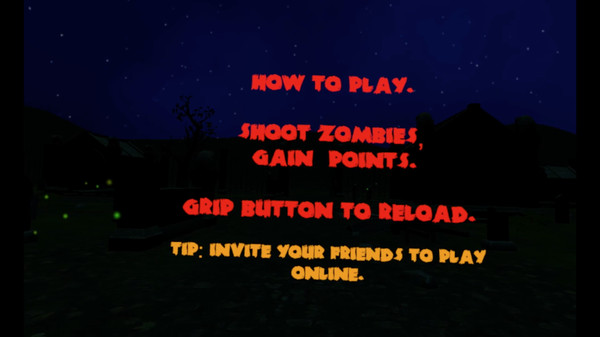 HOW TO PLAY.
SHOOT ZOMBIES,
GAIN POINTS.
GRIP BUTTON TO RELOAD.
TIP: INVITE YOUR FRIENDS TO PLAY
ONLINE.